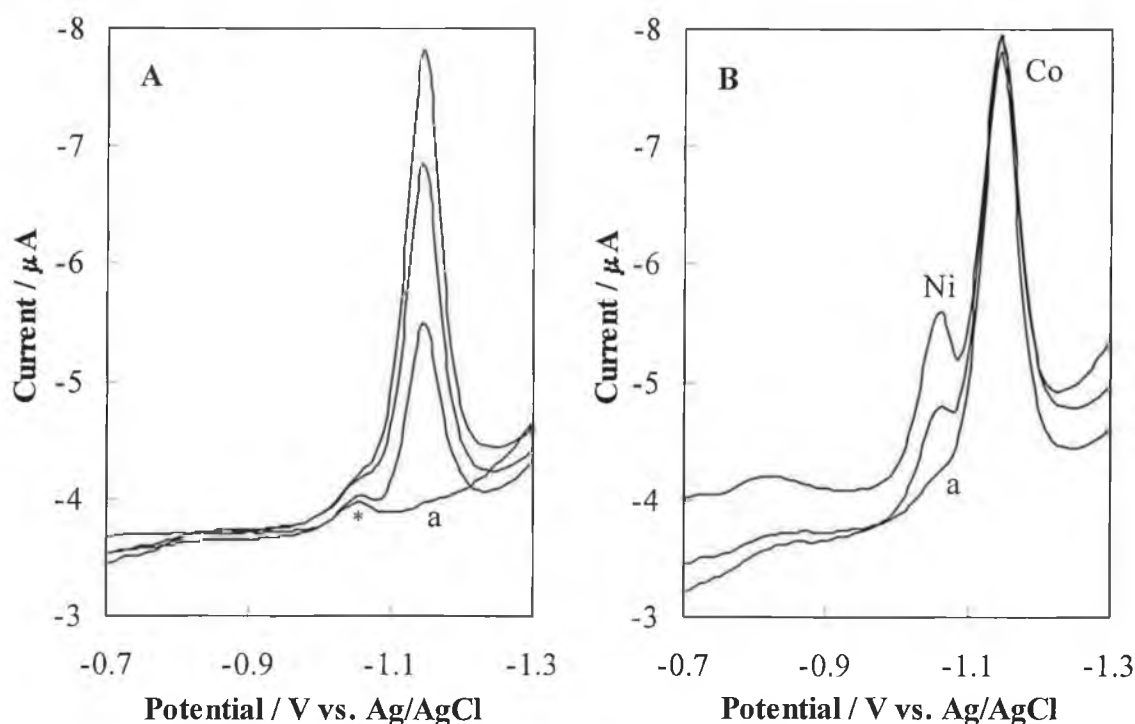 A
-8
-7
-6
-5
-4
-3
Current / μA
*
a
-0.7
-0.9
-1.1
-1.3
Potential / V vs. Ag/AgCl
B
-8
-7
-6
-5
-4
-3
Current / μA
Co
Ni
a
-0.7
-0.9
-1.1
-1.3
Potential / V vs. Ag/AgCl